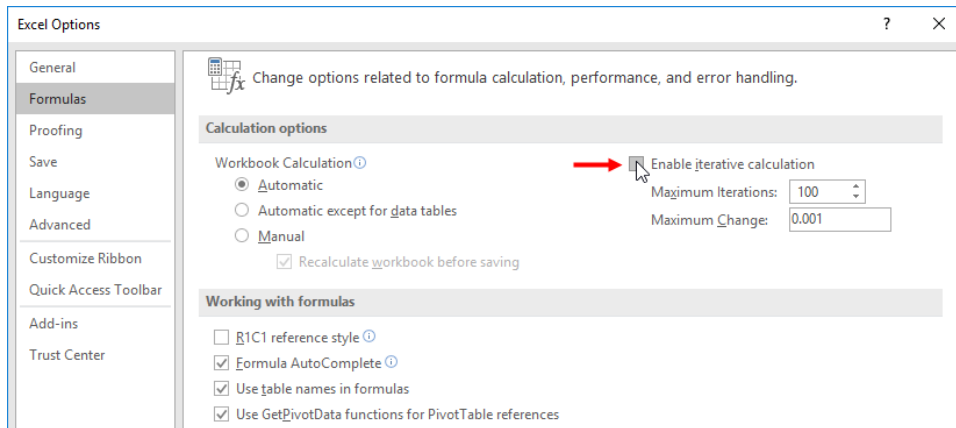 Excel Options
?
General
Formulas
Proofing
Save
Language
Advanced
Customize Ribbon
Quick Access Toolbar
Add-ins
Trust Center
fx Change options related to formula calculation, performance, and error handling.
Calculation options
Workbook Calculation
Automatic
Automatic except for data tables
Manual
Recalculate workbook before saving
Enable iterative calculation
Maximum Iterations: 100
Maximum Change: 0.001
Working with formulas
R1C1 reference style
Formula AutoComplete
Use table names in formulas
Use GetPivotData functions for PivotTable references